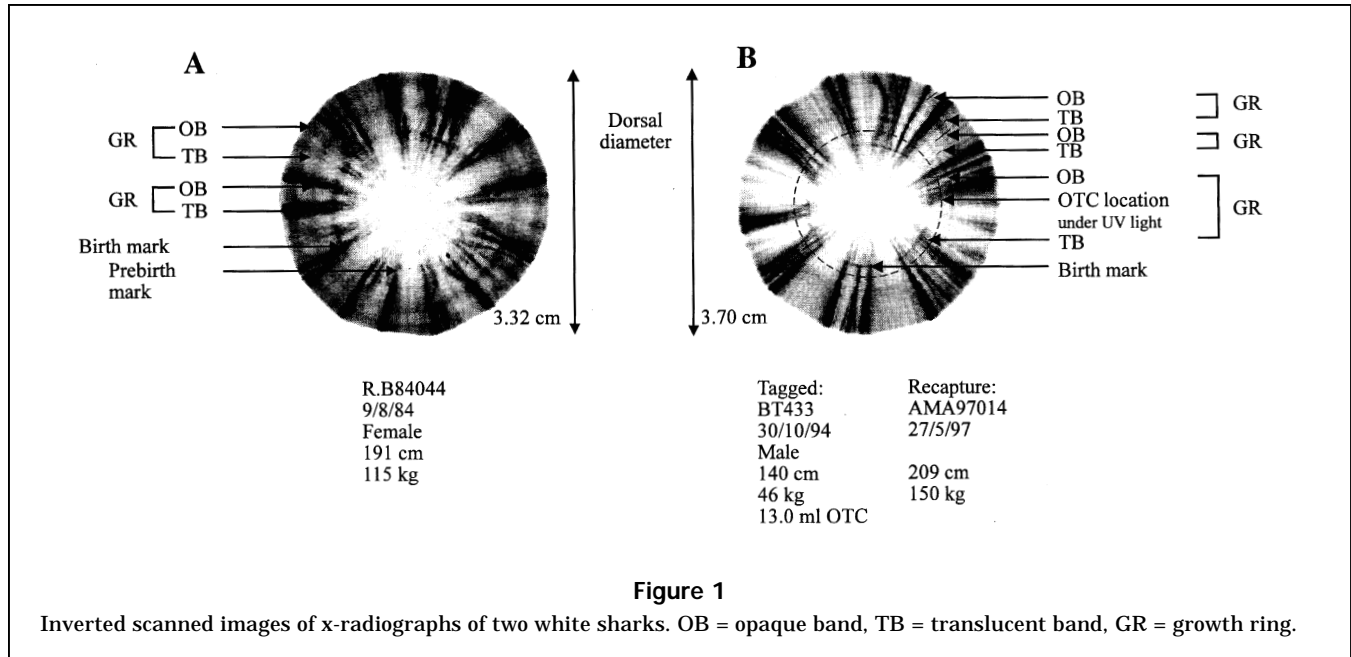 A
GR
OB
TB
GR
OB
TB
Birth mark
Prebirth
mark
3.32 cm
Dorsal
diameter
B
3.70 cm
OB
TB
GR
OB
TB
GR
OB
OTC location
under UV light
TB
GR
Birth mark
R.B84044
9/8/84
Female
191 cm
115 kg
Tagged:
BT433
30/10/94
Male
140 cm
46 kg
13.0 ml OTC
Recapture:
AMA97014
27/5/97
209 cm
150 kg
Figure 1
Inverted scanned images of x-radiographs of two white sharks. OB = opaque band, TB = translucent band, GR = growth ring.